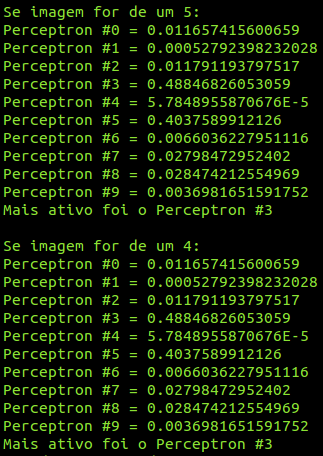 Se imagem for de um 5:
Perceptron #0 = 0.011657415600659
Perceptron #1 = 0.00052792398232028
Perceptron #2 = 0.011791193797517
Perceptron #3 = 0.48846826053059
Perceptron #4 = 5.7848955870676E-5
Perceptron #5 = 0.4037589912126
Perceptron #6 = 0.0066036227951116
Perceptron #7 = 0.02798472952402
Perceptron #8 = 0.028474212554969
Perceptron #9 = 0.0036981651591752
Mais ativo foi o Perceptron #3

Se imagem for de um 4:
Perceptron #0 = 0.011657415600659
Perceptron #1 = 0.00052792398232028
Perceptron #2 = 0.011791193797517
Perceptron #3 = 0.48846826053059
Perceptron #4 = 5.7848955870676E-5
Perceptron #5 = 0.4037589912126
Perceptron #6 = 0.0066036227951116
Perceptron #7 = 0.02798472952402
Perceptron #8 = 0.028474212554969
Perceptron #9 = 0.0036981651591752
Mais ativo foi o Perceptron #3